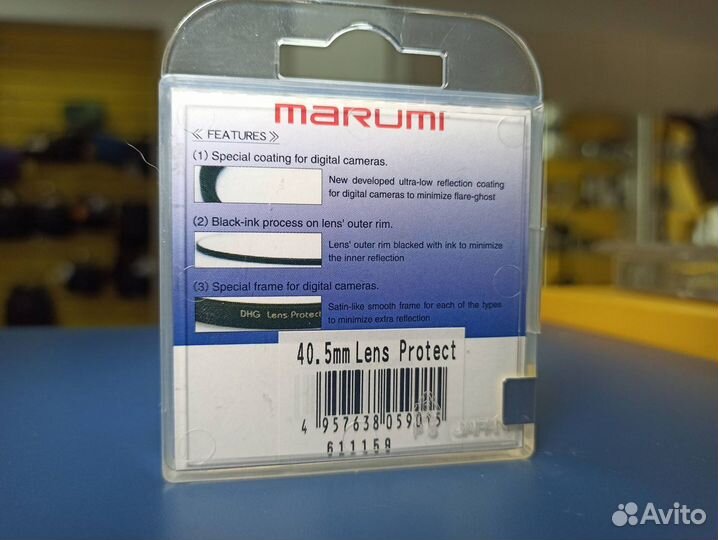 marumi
≪ FEATURES ≫
(1) Special coating for digital cameras.
New developed ultra-low reflection coating
for digital cameras to minimize flare-ghost
(2) Black-ink process on lens' outer rim.
Lens' outer rim blacked with ink to minimize
the inner reflection
(3) Special frame for digital cameras.
DHG Lens Protect
Satin-like smooth frame for each of the types
to minimize extra reflection
40.5mm Lens Protect
4 957638 059015
611159
JAPAN
Avito